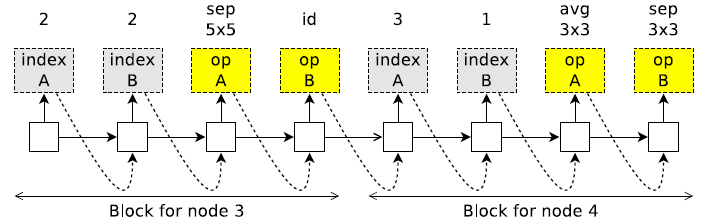 2
2
sep
5x5
id
3
1
avg
3x3
sep
3x3
index
A
index
B
op
A
op
B
index
A
index
B
op
A
op
B
Block for node 3
Block for node 4